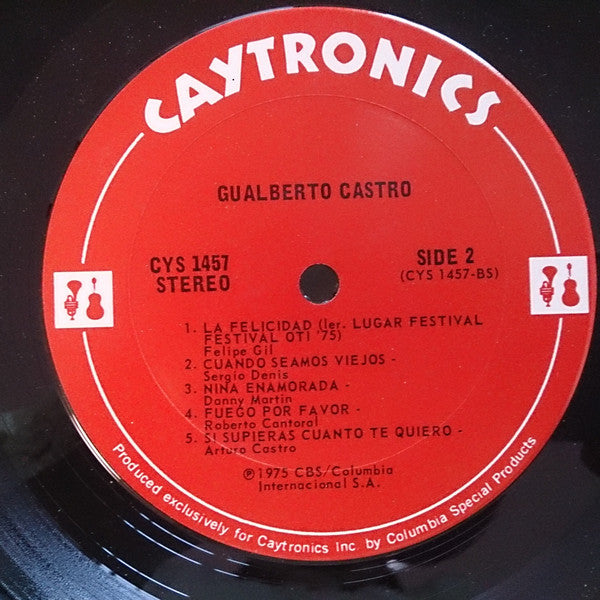 CAYTRONICS
GUALBERTO CASTRO
CYS 1457
STEREO
SIDE 2
(CYS 1457-BS)
1. LA FELICIDAD (ler. LUGAR FESTIVAL
FESTIVAL OTI '75)
Felipe Gil
2. CUANDO SEAMOS VIEJOS -
Sergio Denis
3. NINA ENAMORADA -
Danny Martin
4. FUEGO POR FAVOR -
Roberto Cantoral
5. SI SUPIERAS CUANTO TE QUIERO -
Arturo Castro
℗1975 CBS/Columbia
Internacional S.A.
Produced exclusively for Caytronics Inc. by Columbia Special Products